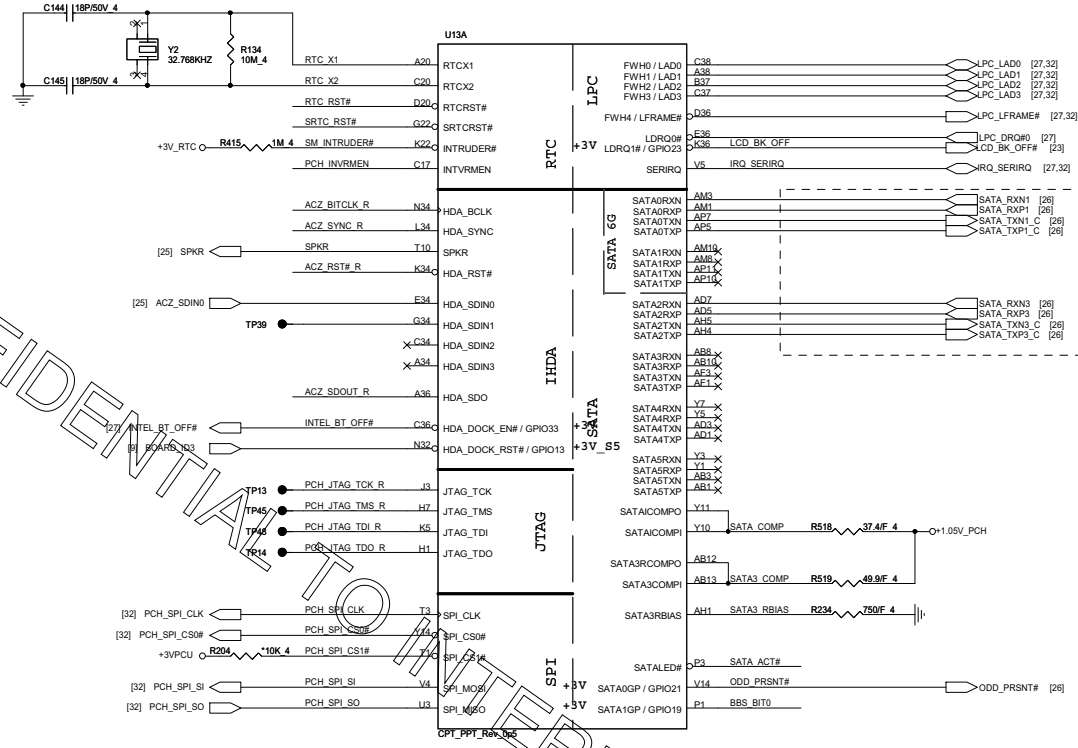 C144 18P/50V_4
U13A
2 1
Y2
32.768KHZ
R134
10M_4
3 4
C145 18P/50V_4
RTC_X1 A20 RTCX1
RTC_X2 C20 RTCX2
RTC_RST# D20 RTCRST#
SRTC_RST# G22 SRTCRST#
+3V_RTC R415 1M_4 SM_INTRUDER# K22 INTRUDER#
PCH_INVRMEN C17 INTVRMEN
RTC
LPC
+3V
FWH0 / LAD0 C38 LPC_LAD0 [27,32]
FWH1 / LAD1 A38 LPC_LAD1 [27,32]
FWH2 / LAD2 B37 LPC_LAD2 [27,32]
FWH3 / LAD3 C37 LPC_LAD3 [27,32]
FWH4 / LFRAME# D36 LPC_LFRAME# [27,32]
LDRQ0# E36 LPC_DRQ#0 [27]
LDRQ1# / GPIO23 K36 LCD_BK_OFF LCD_BK_OFF# [23]
SERIRQ V5 IRQ_SERIRQ IRQ_SERIRQ [27,32]
ACZ_BITCLK_R N34 HDA_BCLK
ACZ_SYNC_R L34 HDA_SYNC
[25] SPKR SPKR T10 SPKR
ACZ_RST#_R K34 HDA_RST#
[25] ACZ_SDIN0 E34 HDA_SDIN0
TP39 G34 HDA_SDIN1
C34 HDA_SDIN2
A34 HDA_SDIN3
ACZ_SDOUT_R A36 HDA_SDO
[27] INTEL_BT_OFF# INTEL_BT_OFF# C36 HDA_DOCK_EN# / GPIO33 +3V
[9] BOARD_ID3 N32 HDA_DOCK_RST# / GPIO13 +3V_S5
IHDA
SATA 6G
SATA
SATA0RXN AM3 SATA_RXN1 [26]
SATA0RXP AM1 SATA_RXP1 [26]
SATA0TXN AP7 SATA_TXN1_C [26]
SATA0TXP AP5 SATA_TXP1_C [26]
SATA1RXN AM10
SATA1RXP AM8
SATA1TXN AP11
SATA1TXP AP10
SATA2RXN AD7 SATA_RXN3 [26]
SATA2RXP AD5 SATA_RXP3 [26]
SATA2TXN AH5 SATA_TXN3_C [26]
SATA2TXP AH4 SATA_TXP3_C [26]
SATA3RXN AB8
SATA3RXP AB10
SATA3TXN AF3
SATA3TXP AF1
SATA4RXN Y7
SATA4RXP Y5
SATA4TXN AD3
SATA4TXP AD1
SATA5RXN Y3
SATA5RXP Y1
SATA5TXN AB3
SATA5TXP AB1
SATAICOMPO Y11
SATAICOMPI Y10 SATA_COMP R518 37.4/F_4 +1.05V_PCH
SATA3RCOMPO AB12
SATA3COMPI AB13 SATA3_COMP R519 49.9/F_4
SATA3RBIAS AH1 SATA3_RBIAS R234 750/F_4
TP13 PCH_JTAG_TCK_R J3 JTAG_TCK
TP45 PCH_JTAG_TMS_R H7 JTAG_TMS
TP48 PCH_JTAG_TDI_R K5 JTAG_TDI
TP14 PCH_JTAG_TDO_R H1 JTAG_TDO
JTAG
[32] PCH_SPI_CLK PCH_SPI_CLK T3 SPI_CLK
[32] PCH_SPI_CS0# PCH_SPI_CS0# Y14 SPI_CS0#
+3VPCU R204 *10K_4 PCH_SPI_CS1# T1 SPI_CS1#
[32] PCH_SPI_SI PCH_SPI_SI V4 SPI_MOSI
[32] PCH_SPI_SO PCH_SPI_SO U3 SPI_MISO
SPI
SATALED# P3 SATA_ACT#
+3V SATA0GP / GPIO21 V14 ODD_PRSNT# ODD_PRSNT# [26]
+3V SATA1GP / GPIO19 P1 BBS_BIT0
CPT_PPT_Rev_0p5
FIDENTIAL TO INTER